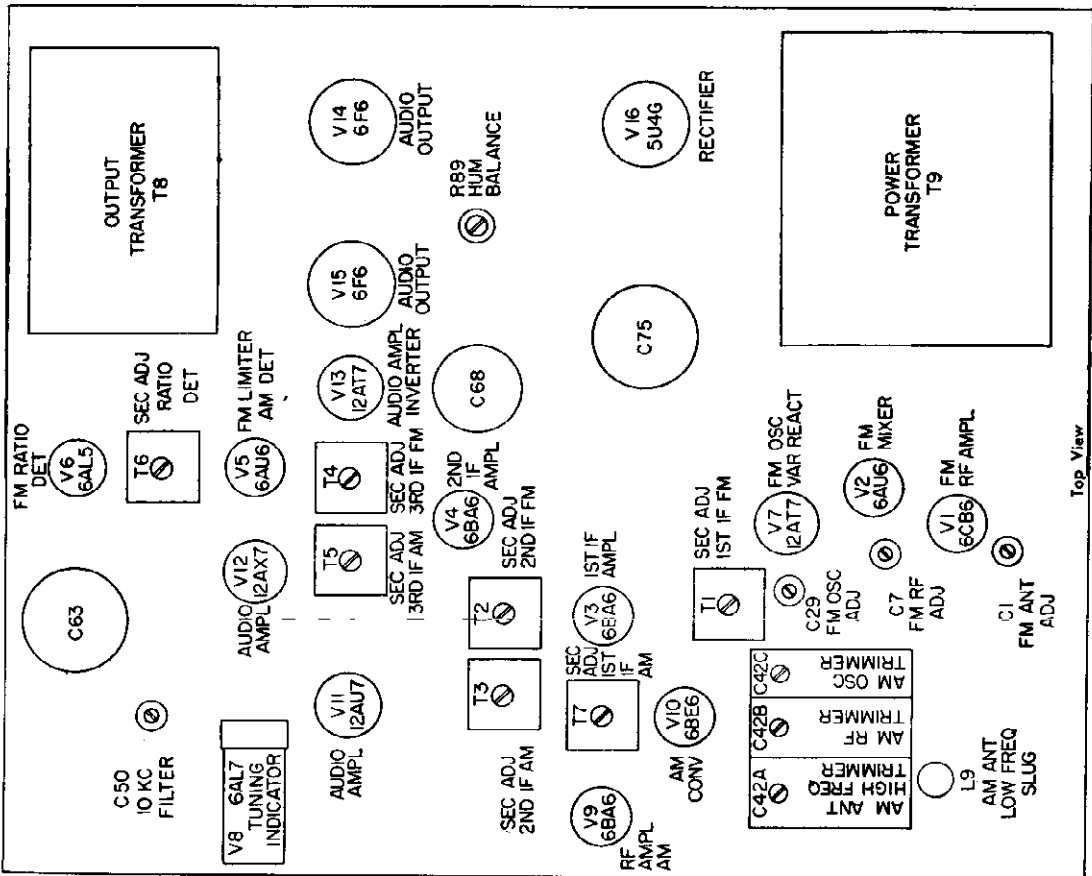 OUTPUT
TRANSFORMER
T8
V14
6F6
AUDIO
OUTPUT
R89
HUM
BALANCE
V16
5U4G
RECTIFIER
POWER
TRANSFORMER
T9
V15
6F6
AUDIO
OUTPUT
C75
FM RATIO
DET
V6
6AL5
SEC ADJ
RATIO
DET
T6
FM LIMITER
AM DET
V5
6AU6
V13
12AT7
AUDIO AMPL
INVERTER
C68
T4
SEC ADJ
3RD IF FM
T5
SEC ADJ
3RD IF AM
2ND
IF
AMPL
V4
6BA6
SEC ADJ
2ND IF FM
T2
C63
V12
12AX7
AUDIO
AMPL
V11
12AU7
AUDIO
AMPL
C50
10 KC
FILTER
V8 6AL7
TUNING
INDICATOR
T3
SEC ADJ
2ND IF AM
1ST IF
AMPL
V3
6BA6
SEC
ADJ
1ST
IF
AM
T7
V10
6BE6
AM
CONV
V9
6BA6
RF
AMPL
AM
SEC ADJ
1ST IF FM
T1
FM OSC
VAR REACT
V7
12AT7
FM
MIXER
V2
6AU6
FM
RF AMPL
V1
6CB6
C29
FM OSC
ADJ
C7
FM RF
ADJ
C1
FM ANT
ADJ
C42A
AM ANT
HIGH FREQ
TRIMMER
C42B
AM RF
TRIMMER
C42C
AM OSC
TRIMMER
L9
AM ANT
LOW FREQ
SLUG
Top View